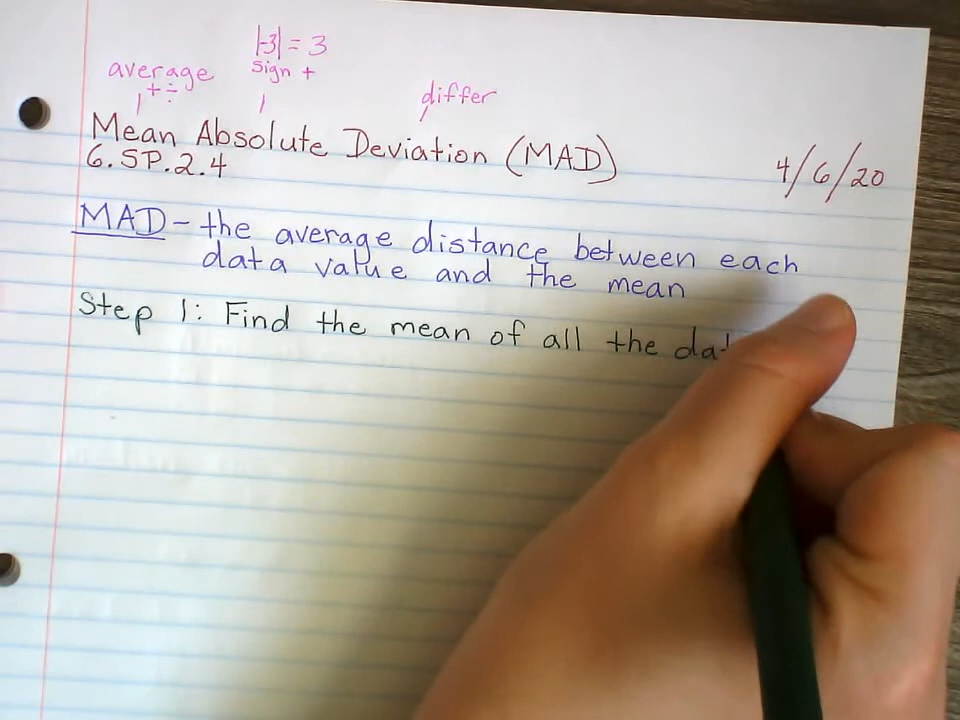 |-3| = 3
average sign +
+ ÷ differ
Mean Absolute Deviation (MAD)
6.SP.2.4 4/6/20
MAD - the average distance between each
data value and the mean
Step 1: Find the mean of all the dat